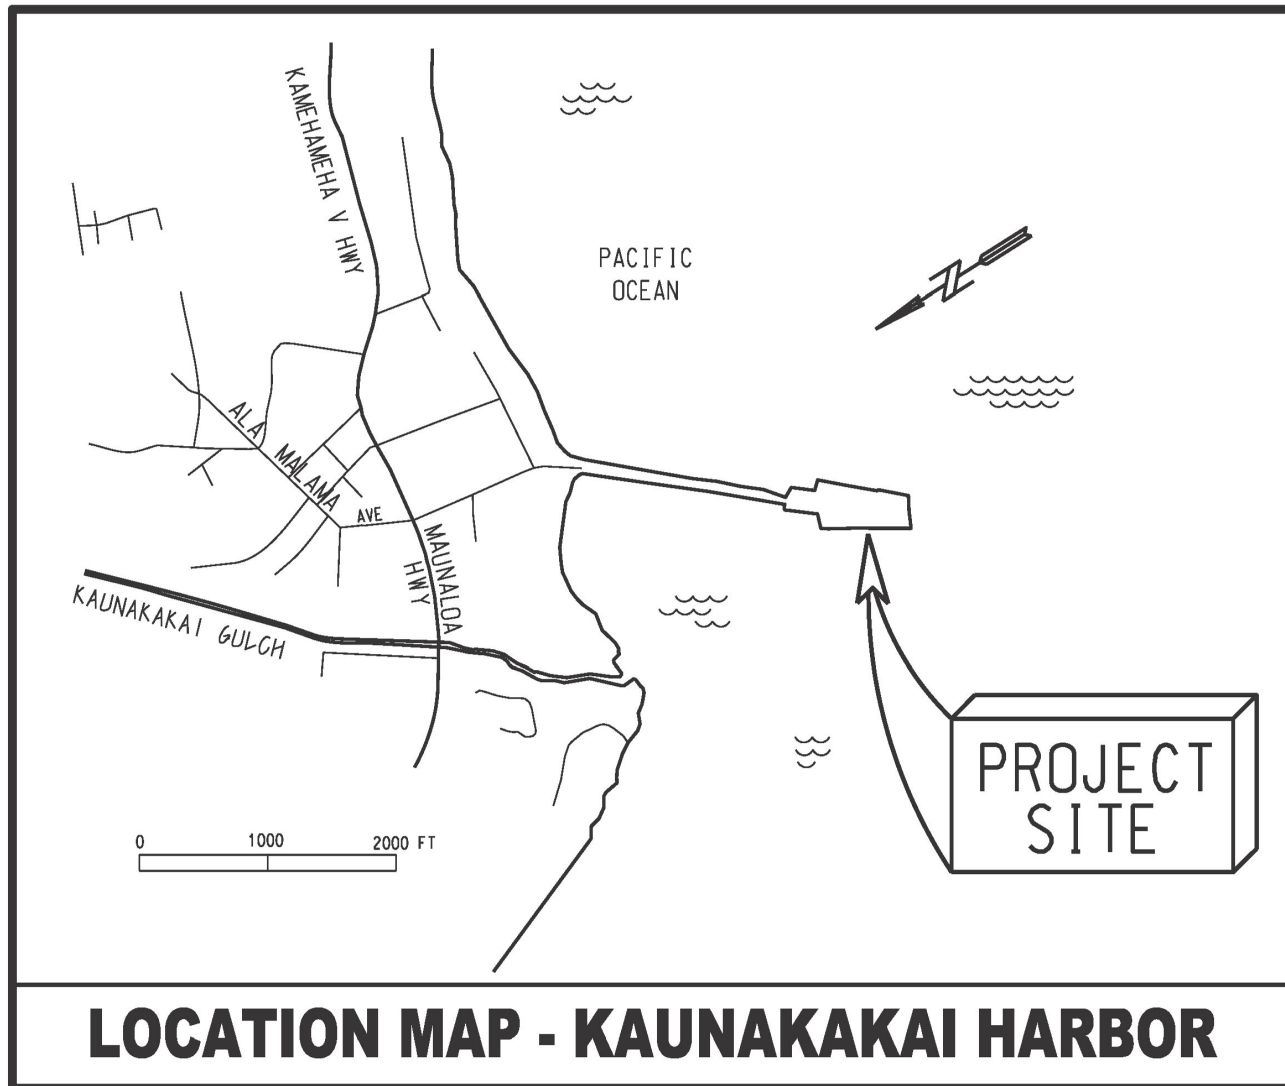 KAMEHAMEHA V HWY
PACIFIC
OCEAN
N
ALA MALAMA
AVE
MAUNALOA
HWY
KAUNAKAKAI GULCH
PROJECT
SITE
0 1000 2000 FT
LOCATION MAP - KAUNAKAKAI HARBOR